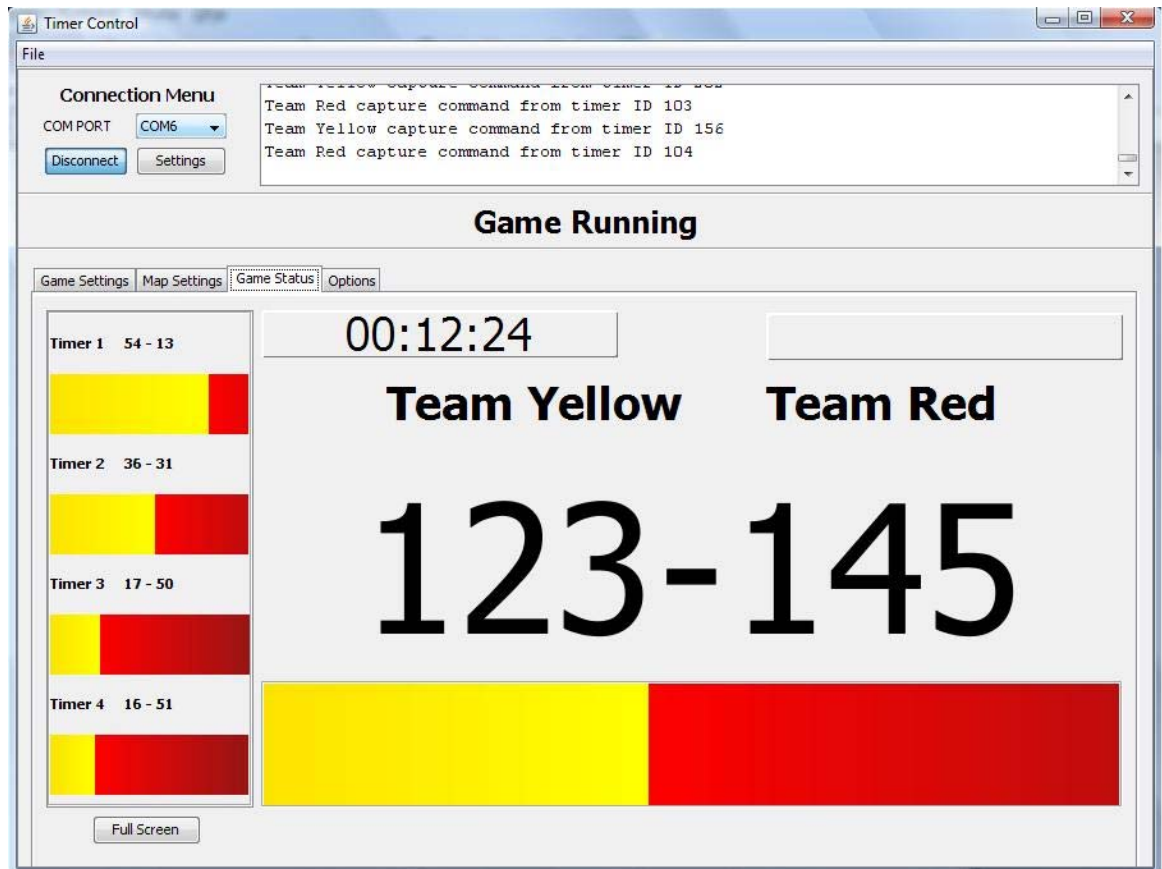 Timer Control
File
Connection Menu
COM PORT COM6
Disconnect Settings
Team Red capture command from timer ID 103
Team Yellow capture command from timer ID 156
Team Red capture command from timer ID 104
Game Running
Game Settings Map Settings Game Status Options
Timer 1 54 - 13
Timer 2 36 - 31
Timer 3 17 - 50
Timer 4 16 - 51
Full Screen
00:12:24
Team Yellow Team Red
123-145